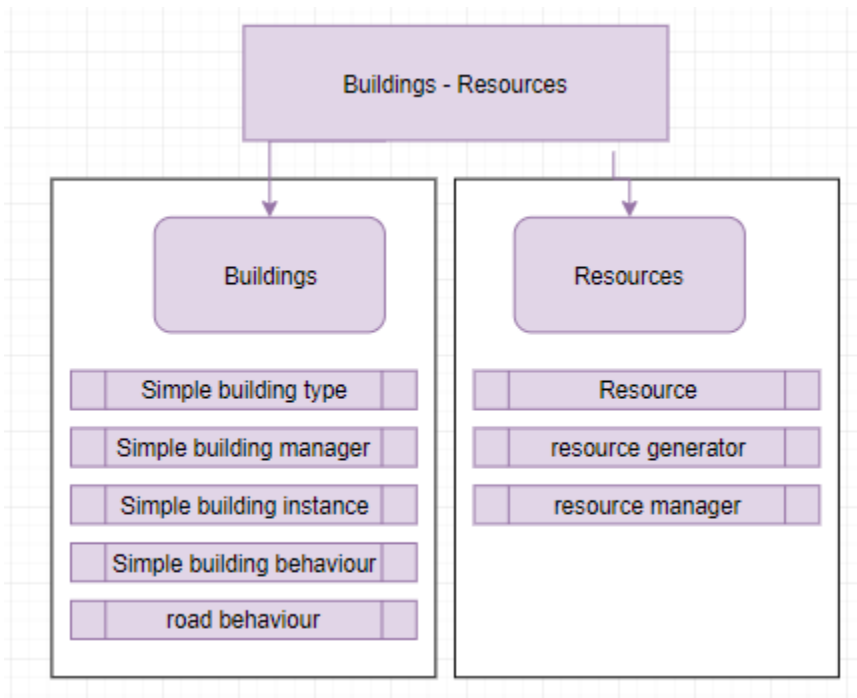 Buildings - Resources
Buildings
Simple building type
Simple building manager
Simple building instance
Simple building behaviour
road behaviour
Resources
Resource
resource generator
resource manager